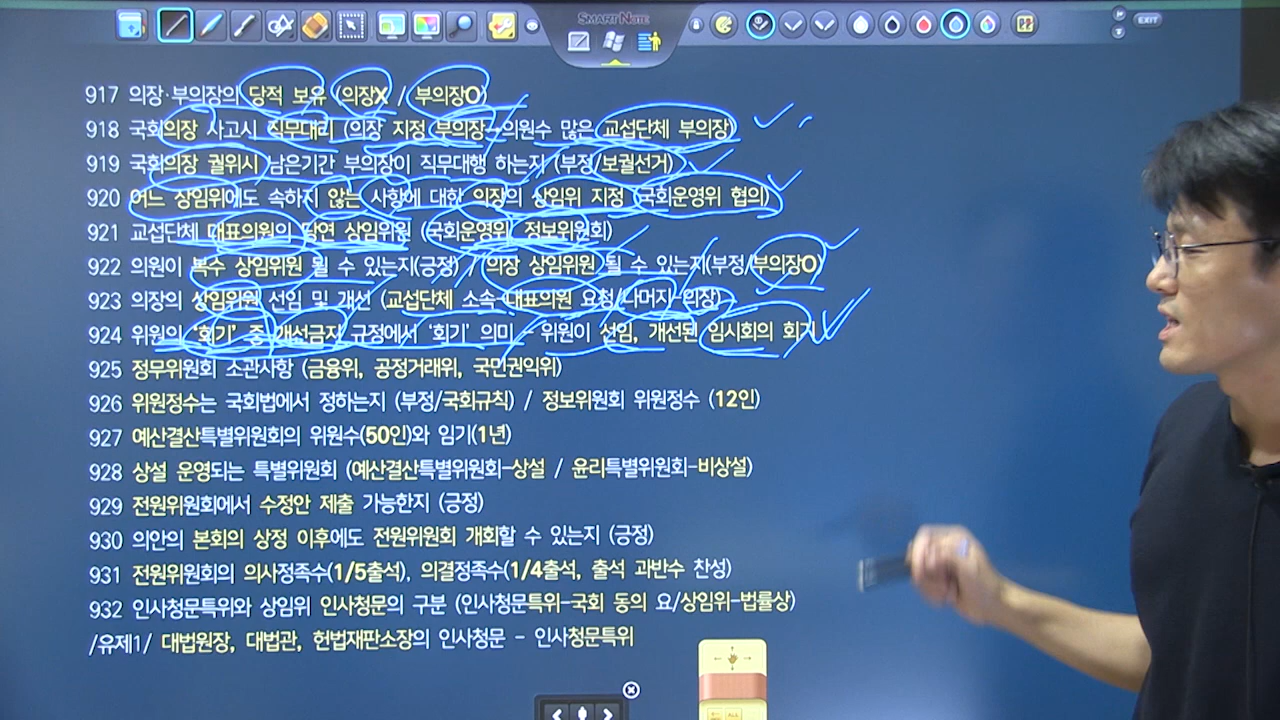 SMART NOTE
EXIT
917 의장·부의장의 당적 보유 (의장X / 부의장O)
918 국회의장 사고시 직무대리 (의장 지정 부의장→의원수 많은 교섭단체 부의장)
919 국회의장 궐위시 남은기간 부의장이 직무대행 하는지 (부정/보궐선거)
920 어느 상임위에도 속하지 않는 사항에 대한 의장의 상임위 지정 (국회운영위 협의)
921 교섭단체 대표의원의 당연 상임위원 (국회운영위, 정보위원회)
922 의원이 복수 상임위원 될 수 있는지(긍정) / 의장 상임위원 될 수 있는지(부정/부의장O)
923 의장의 상임위원 선임 및 개선 (교섭단체 소속-대표의원 요청/나머지-의장)
924 위원의 ‘회기’ 중 개선금지 규정에서 ‘회기’ 의미 - 위원이 선임, 개선된 임시회의 회기
925 정무위원회 소관사항 (금융위, 공정거래위, 국민권익위)
926 위원정수는 국회법에서 정하는지 (부정/국회규칙) / 정보위원회 위원정수 (12인)
927 예산결산특별위원회의 위원수(50인)와 임기(1년)
928 상설 운영되는 특별위원회 (예산결산특별위원회-상설 / 윤리특별위원회-비상설)
929 전원위원회에서 수정안 제출 가능한지 (긍정)
930 의안의 본회의 상정 이후에도 전원위원회 개회할 수 있는지 (긍정)
931 전원위원회의 의사정족수(1/5출석), 의결정족수(1/4출석, 출석 과반수 찬성)
932 인사청문특위와 상임위 인사청문의 구분 (인사청문특위-국회 동의 요/상임위-법률상)
/유제1/ 대법원장, 대법관, 헌법재판소장의 인사청문 - 인사청문특위